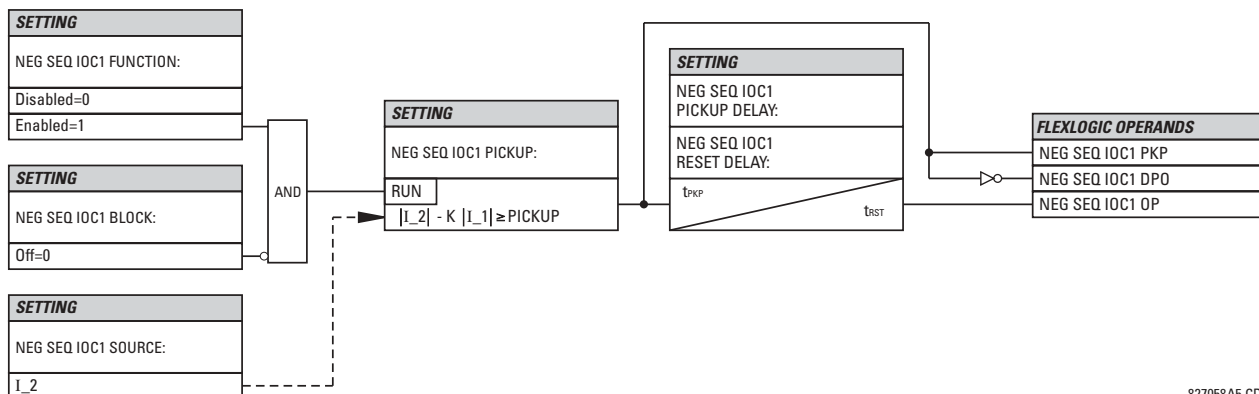 SETTING
NEG SEQ IOC1 FUNCTION:
Disabled=0
Enabled=1
SETTING
NEG SEQ IOC1 BLOCK:
Off=0
SETTING
NEG SEQ IOC1 SOURCE:
I_2
AND
SETTING
NEG SEQ IOC1 PICKUP:
RUN
|I_2| - K |I_1| ≥ PICKUP
SETTING
NEG SEQ IOC1
PICKUP DELAY:
NEG SEQ IOC1
RESET DELAY:
tPKP
tRST
FLEXLOGIC OPERANDS
NEG SEQ IOC1 PKP
NEG SEQ IOC1 DPO
NEG SEQ IOC1 OP